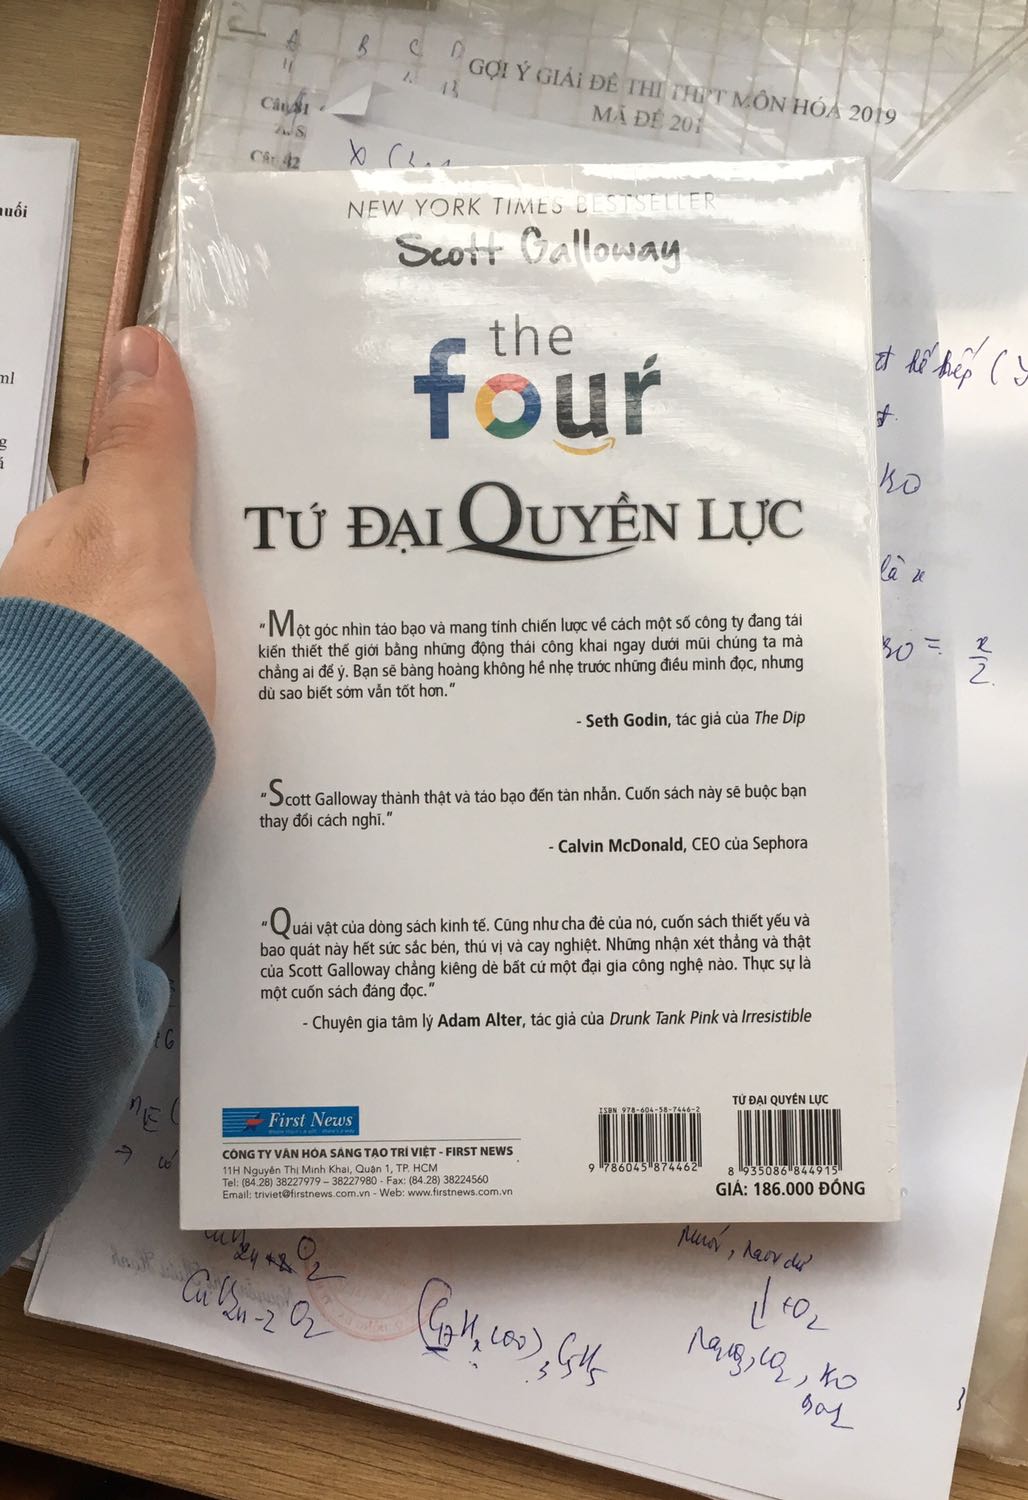 A B C D
GỢI Ý GIẢI ĐỀ THI THPT MÔN HÓA 2019
MÃ ĐỀ 201
NEW YORK TIMES BESTSELLER
Scott Galloway
the
four
TỨ ĐẠI QUYỀN LỰC
“Một góc nhìn táo bạo và mang tính chiến lược về cách một số công ty đang tái
kiến thiết thế giới bằng những động thái công khai ngay dưới mũi chúng ta mà
chẳng ai để ý. Bạn sẽ bàng hoàng không hề nhẹ trước những điều mình đọc, nhưng
dù sao biết sớm vẫn tốt hơn.”
- Seth Godin, tác giả của The Dip
“Scott Galloway thành thật và táo bạo đến tàn nhẫn. Cuốn sách này sẽ buộc bạn
thay đổi cách nghĩ.”
- Calvin McDonald, CEO của Sephora
“Quái vật của dòng sách kinh tế. Cũng như cha đẻ của nó, cuốn sách thiết yếu và
bao quát này hết sức sắc bén, thú vị và cay nghiệt. Những nhận xét thẳng và thật
của Scott Galloway chẳng kiêng dè bất cứ một đại gia công nghệ nào. Thực sự là
một cuốn sách đáng đọc.”
- Chuyên gia tâm lý Adam Alter, tác giả của Drunk Tank Pink và Irresistible
First News
CÔNG TY VĂN HÓA SÁNG TẠO TRÍ VIỆT - FIRST NEWS
11H Nguyễn Thị Minh Khai, Quận 1, TP. HCM
Tel: (84.28) 38227979 – 38227980 - Fax: (84.28) 38224560
Email: triviet@firstnews.com.vn - Web: www.firstnews.com.vn
ISBN 978-604-58-7446-2
9 786045 874462
TỨ ĐẠI QUYỀN LỰC
8 935086 844915
GIÁ: 186.000 ĐỒNG